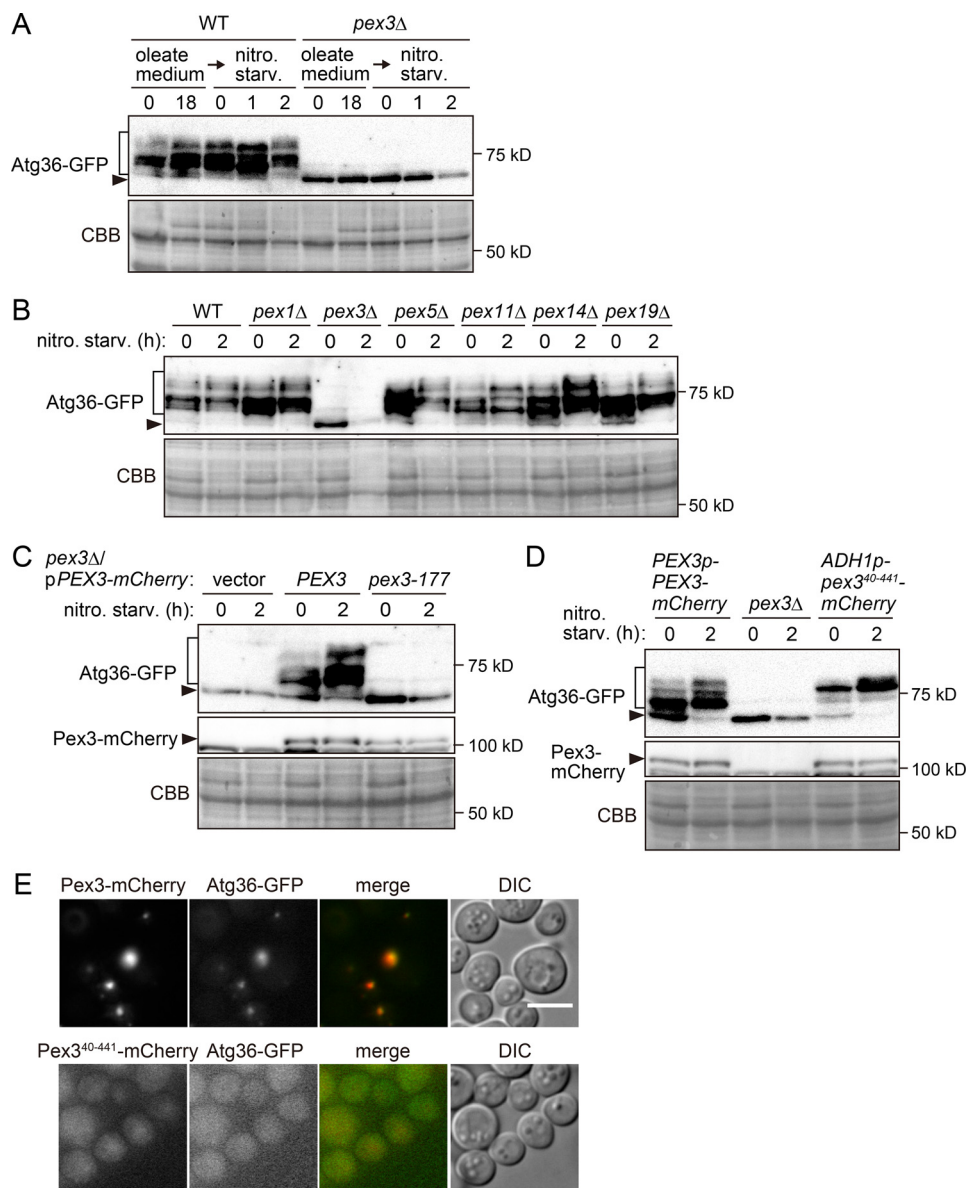 A
WT pex3Δ
oleate medium → nitro. starv. oleate medium → nitro. starv.
0 18 0 1 2 0 18 0 1 2
Atg36-GFP
75 kD
CBB
50 kD
B
WT pex1Δ pex3Δ pex5Δ pex11Δ pex14Δ pex19Δ
nitro. starv. (h): 0 2 0 2 0 2 0 2 0 2 0 2 0 2
Atg36-GFP
75 kD
CBB
50 kD
C
pex3Δ/
pPEX3-mCherry: vector PEX3 pex3-177
nitro. starv. (h): 0 2 0 2 0 2
Atg36-GFP
75 kD
Pex3-mCherry
100 kD
CBB
50 kD
D
PEX3p-PEX3-mCherry pex3Δ ADH1p-pex3⁴⁰⁻⁴⁴¹-mCherry
nitro. starv. (h): 0 2 0 2 0 2
Atg36-GFP
75 kD
Pex3-mCherry
100 kD
CBB
50 kD
E
Pex3-mCherry Atg36-GFP merge DIC
Pex3⁴⁰⁻⁴⁴¹-mCherry Atg36-GFP merge DIC